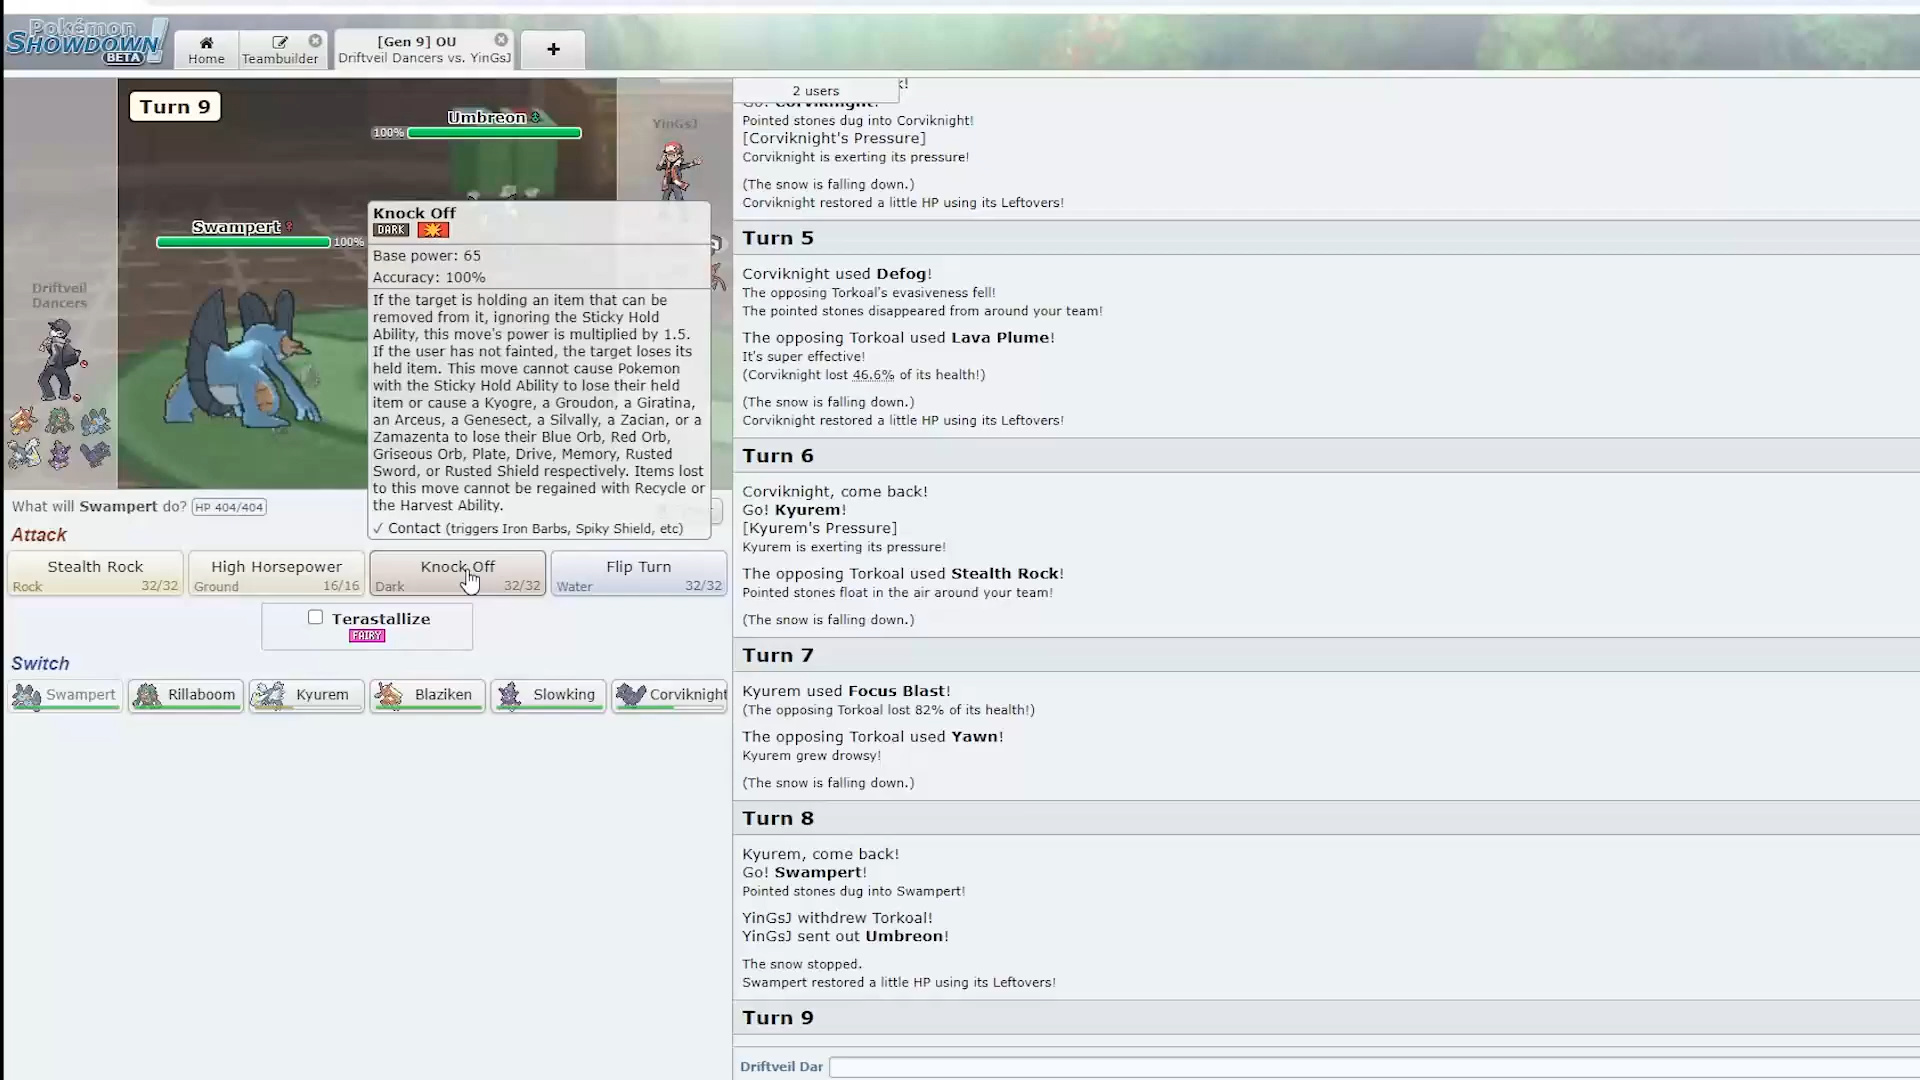 Pokémon
SHOWDOWN!
BETA
Home
Teambuilder
[Gen 9] OU
Driftveil Dancers vs. YinGsJ
+
Turn 9
Umbreon
100%
YinGsJ
Swampert
100%
Driftveil
Dancers
Knock Off
DARK
Base power: 65
Accuracy: 100%
If the target is holding an item that can be
removed from it, ignoring the Sticky Hold
Ability, this move's power is multiplied by 1.5.
If the user has not fainted, the target loses its
held item. This move cannot cause Pokemon
with the Sticky Hold Ability to lose their held
item or cause a Kyogre, a Groudon, a Giratina,
an Arceus, a Genesect, a Silvally, a Zacian, or a
Zamazenta to lose their Blue Orb, Red Orb,
Griseous Orb, Plate, Drive, Memory, Rusted
Sword, or Rusted Shield respectively. Items lost
to this move cannot be regained with Recycle or
the Harvest Ability.
✓ Contact (triggers Iron Barbs, Spiky Shield, etc)
What will Swampert do? HP 404/404
Attack
Stealth Rock
Rock 32/32
High Horsepower
Ground 16/16
Knock Off
Dark 32/32
Flip Turn
Water 32/32
Terastallize
FAIRY
Switch
Swampert
Rillaboom
Kyurem
Blaziken
Slowking
Corviknight
2 users
Go! Corviknight!
Pointed stones dug into Corviknight!
[Corviknight's Pressure]
Corviknight is exerting its pressure!
(The snow is falling down.)
Corviknight restored a little HP using its Leftovers!
Turn 5
Corviknight used Defog!
The opposing Torkoal's evasiveness fell!
The pointed stones disappeared from around your team!
The opposing Torkoal used Lava Plume!
It's super effective!
(Corviknight lost 46.6% of its health!)
(The snow is falling down.)
Corviknight restored a little HP using its Leftovers!
Turn 6
Corviknight, come back!
Go! Kyurem!
[Kyurem's Pressure]
Kyurem is exerting its pressure!
The opposing Torkoal used Stealth Rock!
Pointed stones float in the air around your team!
(The snow is falling down.)
Turn 7
Kyurem used Focus Blast!
(The opposing Torkoal lost 82% of its health!)
The opposing Torkoal used Yawn!
Kyurem grew drowsy!
(The snow is falling down.)
Turn 8
Kyurem, come back!
Go! Swampert!
Pointed stones dug into Swampert!
YinGsJ withdrew Torkoal!
YinGsJ sent out Umbreon!
The snow stopped.
Swampert restored a little HP using its Leftovers!
Turn 9
Driftveil Dar